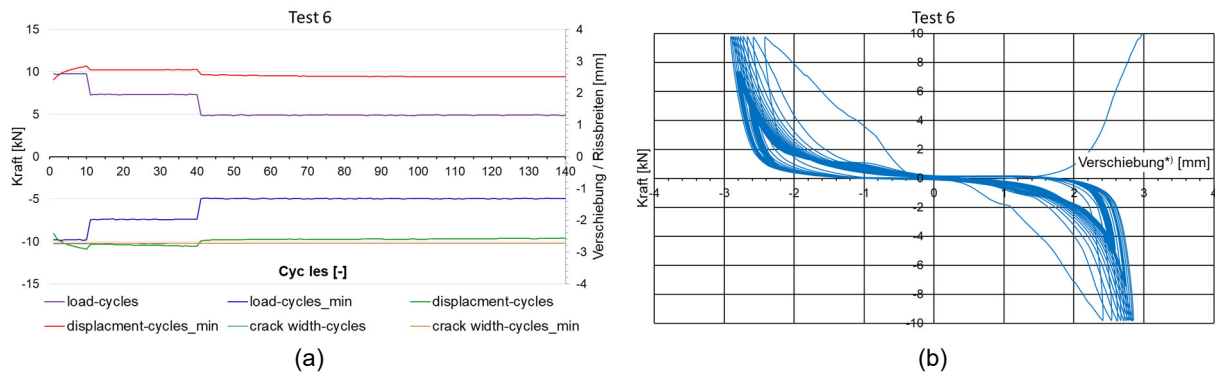 Test 6
15
10
5
0
-5
-10
-15
Kraft [kN]
0 10 20 30 40 50 60 70 80 90 100 110 120 130 140
4
3
2
1
0
-1
-2
-3
-4
Verschiebung / Rissbreiten [mm]
Cyc les [-]
load-cycles load-cycles_min displacment-cycles
displacment-cycles_min crack width-cycles crack width-cycles_min
(a)
Test 6
10
8
6
4
2
0
-2
-4
-6
-8
-10
Kraft [kN]
Verschiebung*) [mm]
-4 -3 -2 -1 0 1 2 3 4
(b)